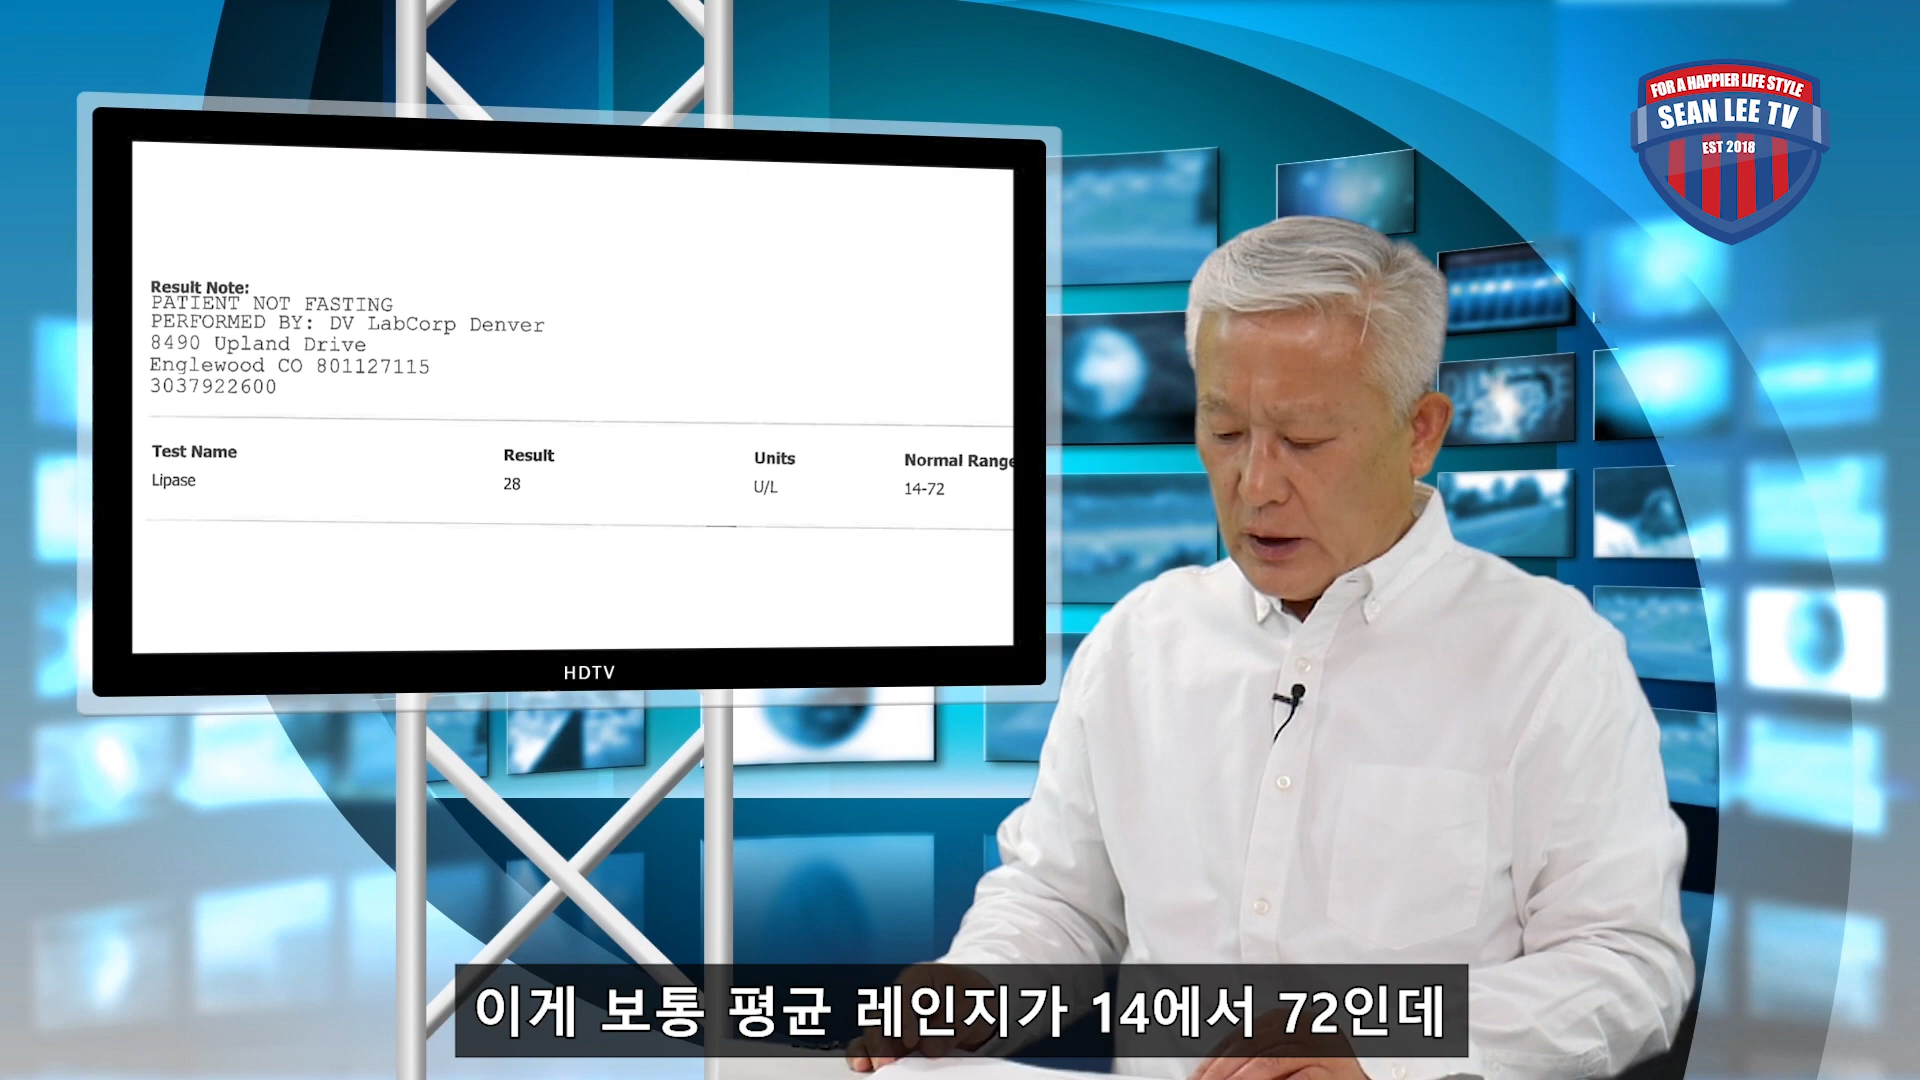 FOR A HAPPIER LIFE STYLE
SEAN LEE TV
EST 2018
Result Note:
PATIENT NOT FASTING
PERFORMED BY: DV LabCorp Denver
8490 Upland Drive
Englewood CO 801127115
3037922600
Test Name Result Units Normal Range
Lipase 28 U/L 14-72
HDTV
이게 보통 평균 레인지가 14에서 72인데